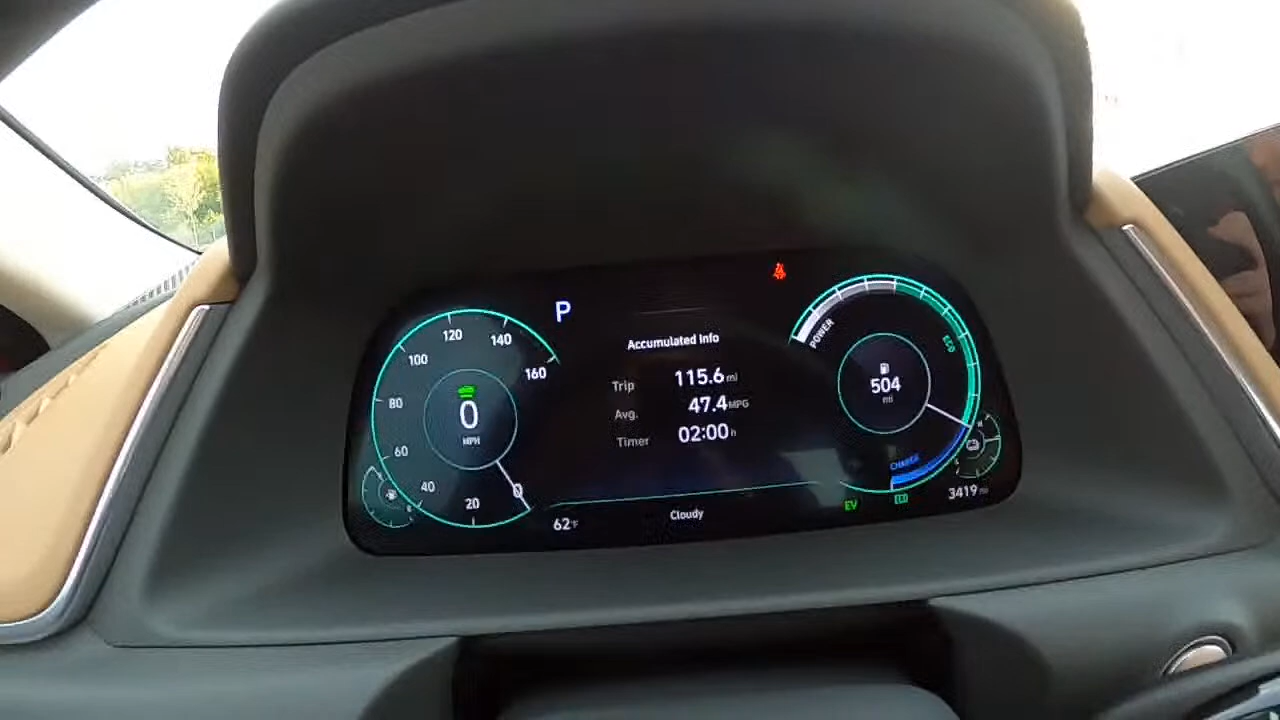 P
Accumulated Info
Trip 115.6 mi
Avg. 47.4 MPG
Timer 02:00 h
160
140
120
100
80
60
40
20
0
0
MPH
POWER
ECO
CHARGE
504
mi
62°F
Cloudy
EV
ECO
3419 mi